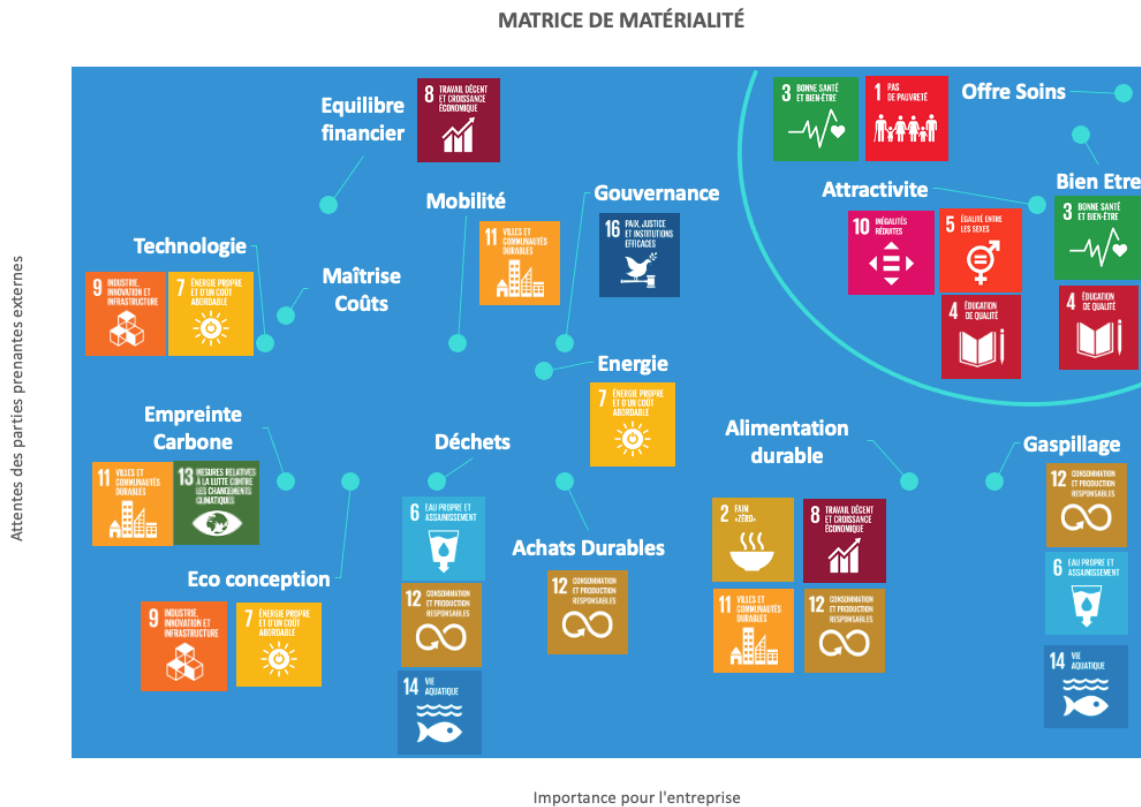 MATRICE DE MATÉRIALITÉ
Attentes des parties prenantes externes
Equilibre
financier
8 TRAVAIL DÉCENT
ET CROISSANCE
ÉCONOMIQUE
3 BONNE SANTÉ
ET BIEN-ÊTRE
1 PAS
DE PAUVRETÉ
Offre Soins
Mobilité
11 VILLES ET
COMMUNAUTÉS
DURABLES
Gouvernance
16 PAIX, JUSTICE
ET INSTITUTIONS
EFFICACES
Attractivite
10 INÉGALITÉS
RÉDUITES
5 ÉGALITÉ ENTRE
LES SEXES
4 ÉDUCATION
DE QUALITÉ
Bien Etre
3 BONNE SANTÉ
ET BIEN-ÊTRE
4 ÉDUCATION
DE QUALITÉ
Technologie
9 INDUSTRIE,
INNOVATION ET
INFRASTRUCTURE
7 ÉNERGIE PROPRE
ET D'UN COÛT
ABORDABLE
Maîtrise
Coûts
Energie
7 ÉNERGIE PROPRE
ET D'UN COÛT
ABORDABLE
Empreinte
Carbone
11 VILLES ET
COMMUNAUTÉS
DURABLES
13 MESURES RELATIVES
À LA LUTTE CONTRE
LES CHANGEMENTS
CLIMATIQUES
Déchets
6 EAU PROPRE ET
ASSAINISSEMENT
12 CONSOMMATION
ET PRODUCTION
RESPONSABLES
14 VIE
AQUATIQUE
Alimentation
durable
2 FAIM
«ZÉRO»
8 TRAVAIL DÉCENT
ET CROISSANCE
ÉCONOMIQUE
11 VILLES ET
COMMUNAUTÉS
DURABLES
12 CONSOMMATION
ET PRODUCTION
RESPONSABLES
Gaspillage
12 CONSOMMATION
ET PRODUCTION
RESPONSABLES
6 EAU PROPRE ET
ASSAINISSEMENT
14 VIE
AQUATIQUE
Achats Durables
12 CONSOMMATION
ET PRODUCTION
RESPONSABLES
Eco conception
9 INDUSTRIE,
INNOVATION ET
INFRASTRUCTURE
7 ÉNERGIE PROPRE
ET D'UN COÛT
ABORDABLE
Importance pour l'entreprise